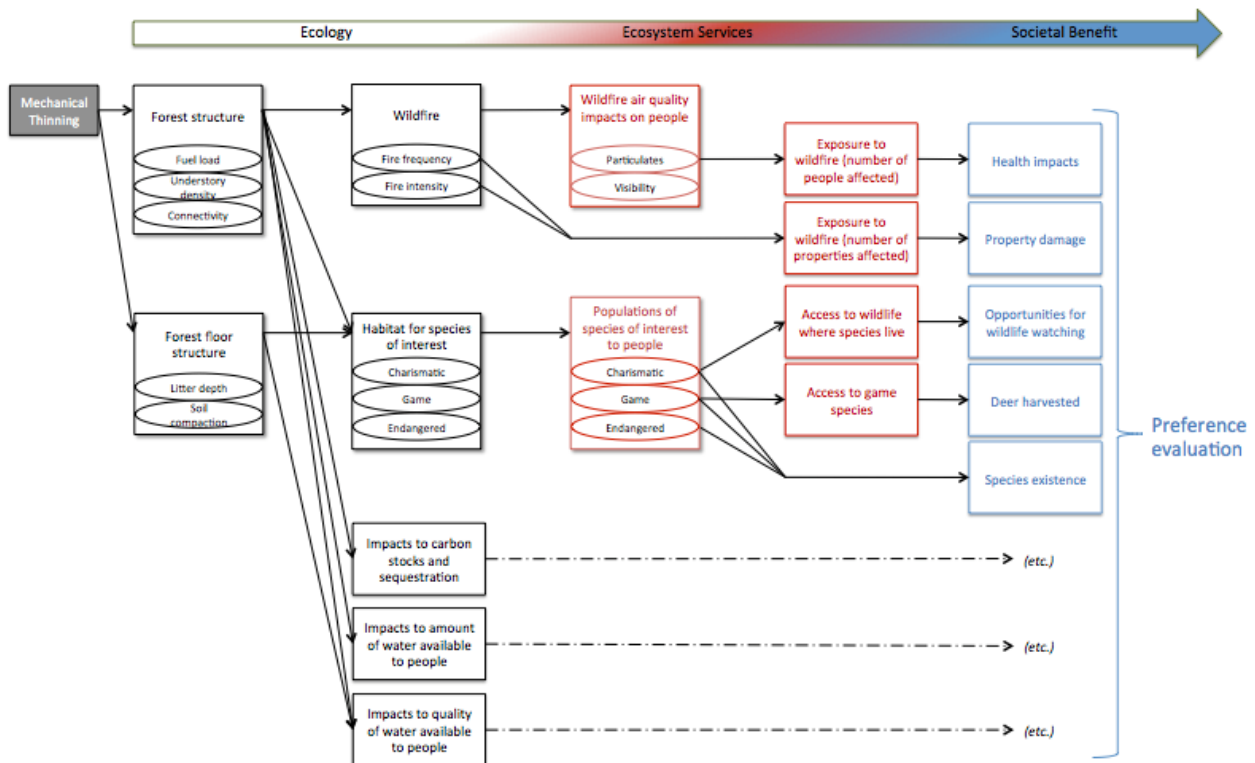 Ecology
Ecosystem Services
Societal Benefit
Mechanical
Thinning
Forest structure
Fuel load
Understory
density
Connectivity
Wildfire
Fire frequency
Fire intensity
Wildfire air quality
impacts on people
Particulates
Visibility
Exposure to
wildfire (number of
people affected)
Health impacts
Exposure to
wildfire (number of
properties affected)
Property damage
Forest floor
structure
Litter depth
Soil
compaction
Habitat for species
of interest
Charismatic
Game
Endangered
Populations of
species of interest
to people
Charismatic
Game
Endangered
Access to wildlife
where species live
Opportunities for
wildlife watching
Access to game
species
Deer harvested
Species existence
Preference
evaluation
Impacts to carbon
stocks and
sequestration
(etc.)
Impacts to amount
of water available
to people
(etc.)
Impacts to quality
of water available
to people
(etc.)